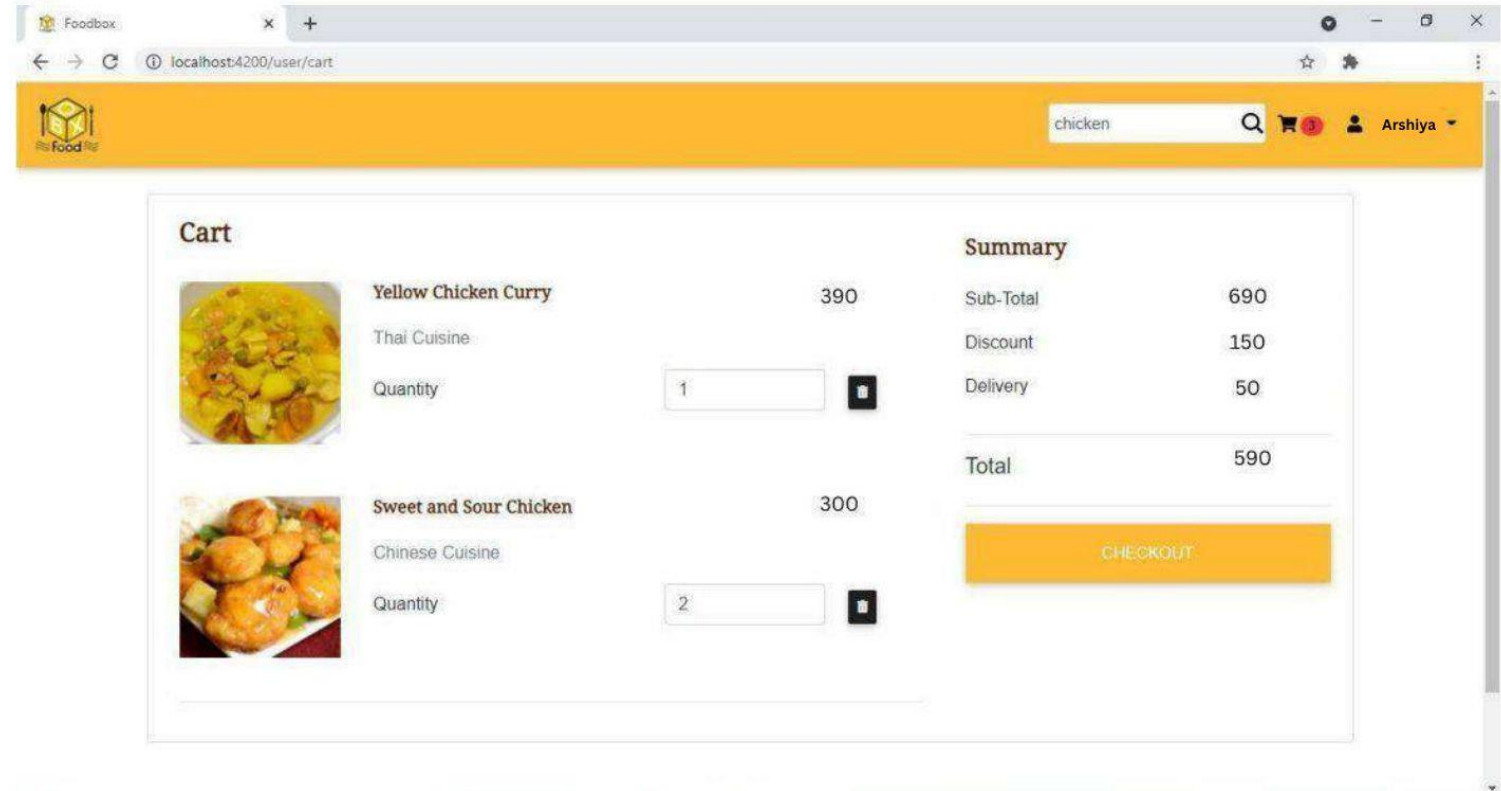 Foodbox
localhost:4200/user/cart
BOX
food
chicken
3
Arshiya
Cart
Yellow Chicken Curry 390
Thai Cuisine
Quantity 1
Sweet and Sour Chicken 300
Chinese Cuisine
Quantity 2
Summary
Sub-Total 690
Discount 150
Delivery 50
Total 590
CHECKOUT